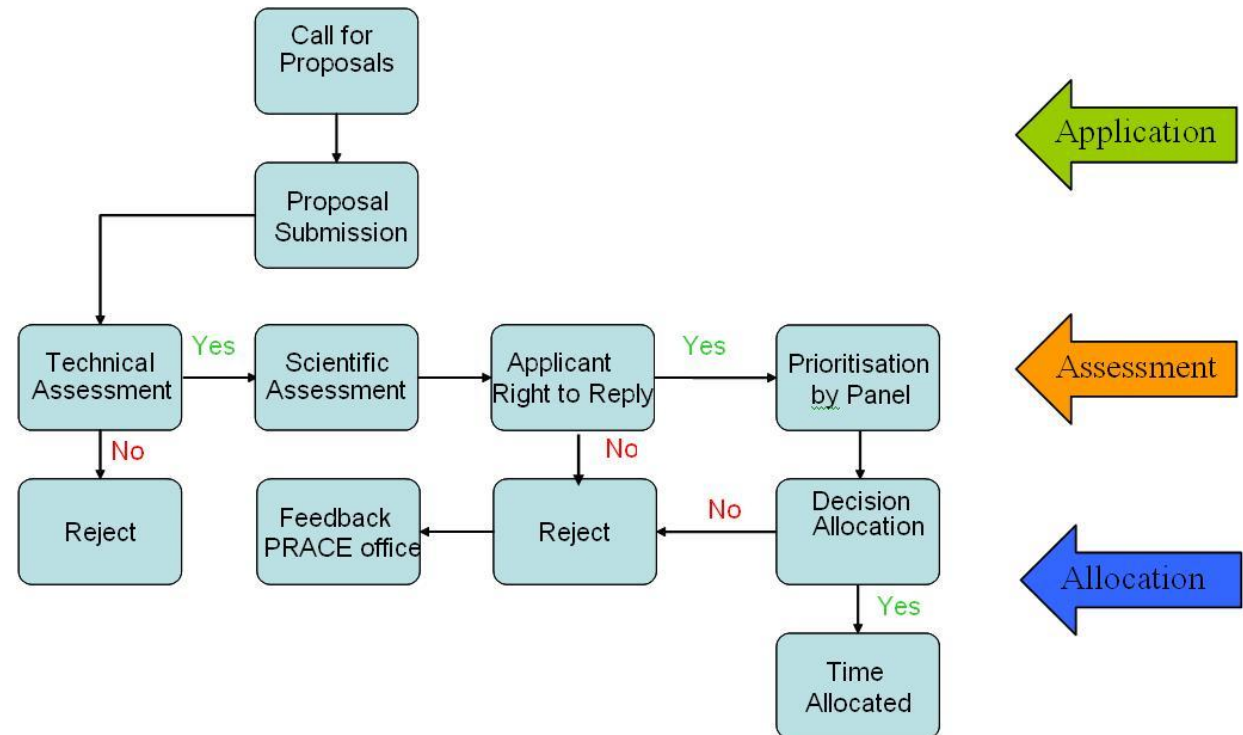 Call for
Proposals
Application
Proposal
Submission
Technical
Assessment
Yes
Scientific
Assessment
Applicant
Right to Reply
Yes
Prioritisation
by Panel
Assessment
No
No
Reject
Feedback
PRACE office
Reject
No
Decision
Allocation
Allocation
Yes
Time
Allocated